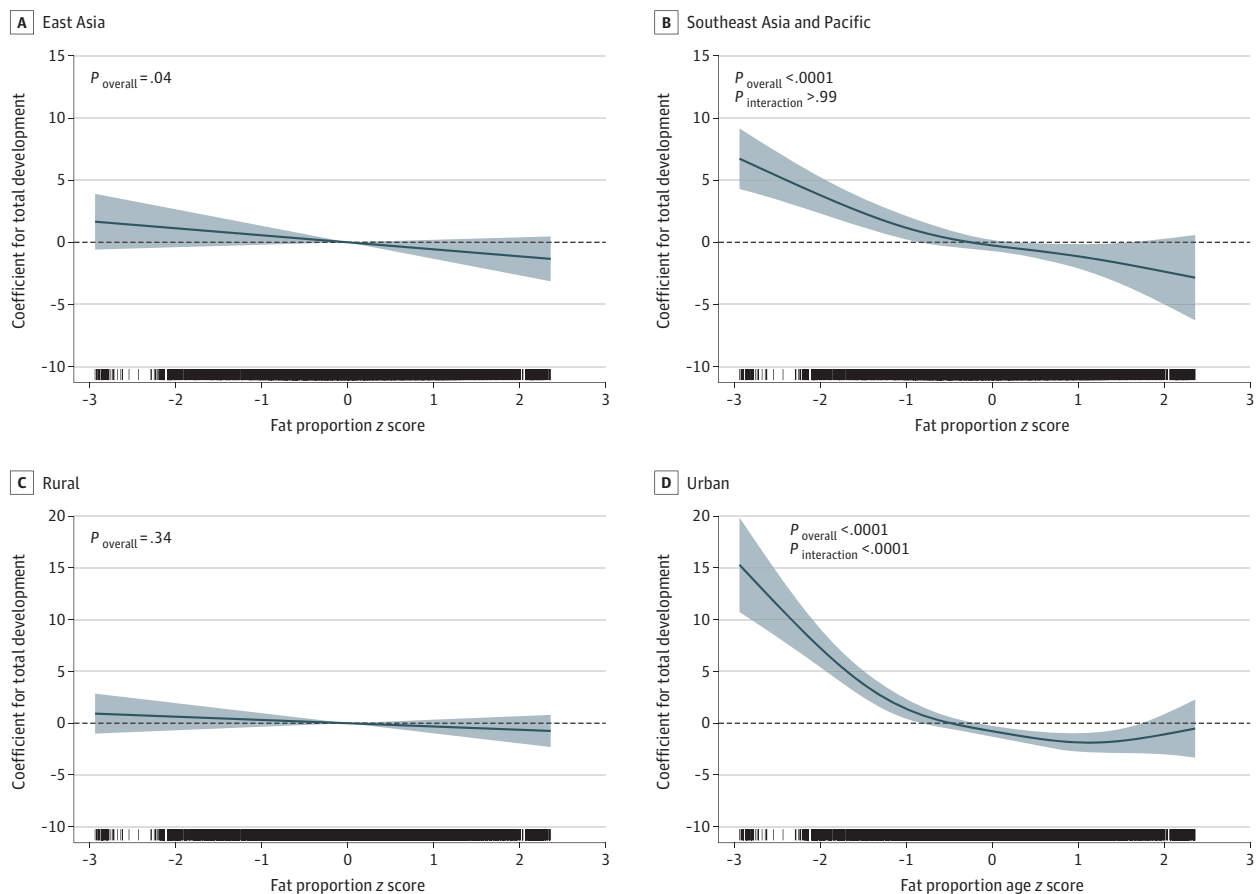 A East Asia
15
10
5
0
-5
-10
Coefficient for total development
P overall = .04
-3 -2 -1 0 1 2 3
Fat proportion z score
B Southeast Asia and Pacific
15
10
5
0
-5
-10
Coefficient for total development
P overall <.0001
P interaction >.99
-3 -2 -1 0 1 2 3
Fat proportion z score
C Rural
20
15
10
5
0
-5
-10
Coefficient for total development
P overall = .34
-3 -2 -1 0 1 2 3
Fat proportion z score
D Urban
20
15
10
5
0
-5
-10
Coefficient for total development
P overall <.0001
P interaction <.0001
-3 -2 -1 0 1 2 3
Fat proportion age z score